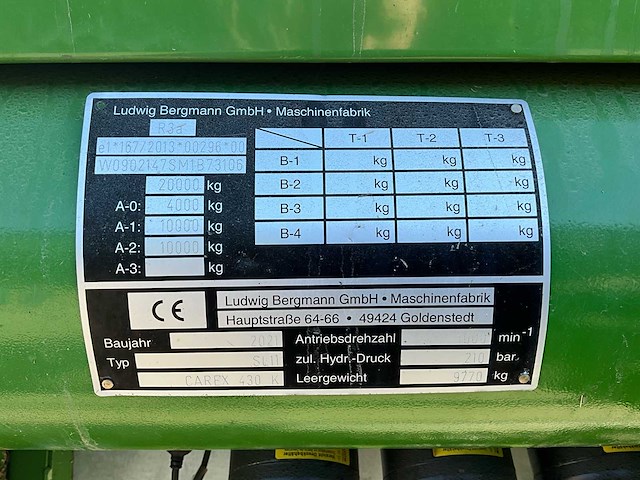 Ludwig Bergmann GmbH • Maschinenfabrik
R3a
e1*167/2013*00296*00
W0902147SM1B73106
20000 kg
A-0: 4000 kg
A-1: 10000 kg
A-2: 10000 kg
A-3: kg
T-1 T-2 T-3
B-1 kg kg kg
B-2 kg kg kg
B-3 kg kg kg
B-4 kg kg kg
CE
Ludwig Bergmann GmbH • Maschinenfabrik
Hauptstraße 64-66 • 49424 Goldenstedt
Baujahr 2021 Antriebsdrehzahl min-1
Typ SL11 zul. Hydr.-Druck 210 bar.
CAREX 430 K Leergewicht 9770 kg